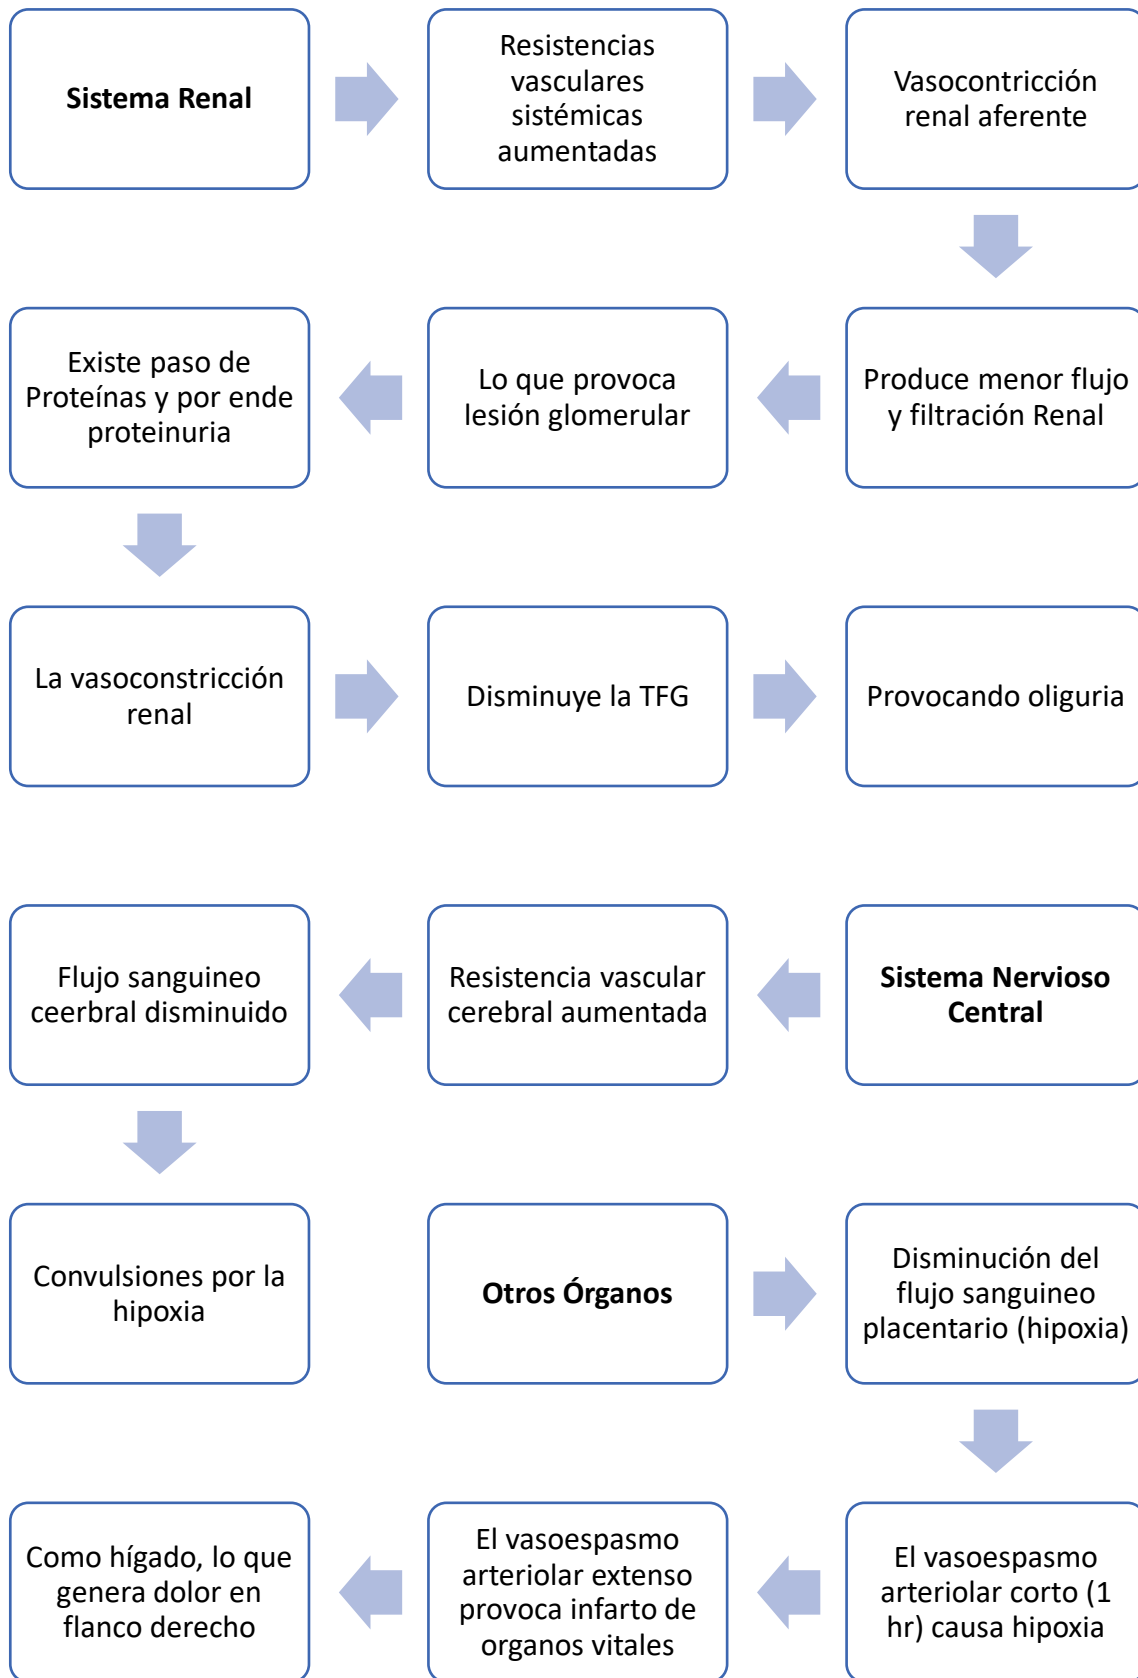 Sistema Renal
Resistencias
vasculares
sistémicas
aumentadas
Vasocontricción
renal aferente
Produce menor flujo
y filtración Renal
Lo que provoca
lesión glomerular
Existe paso de
Proteínas y por ende
proteinuria
La vasoconstricción
renal
Disminuye la TFG
Provocando oliguria
Sistema Nervioso
Central
Resistencia vascular
cerebral aumentada
Flujo sanguineo
ceerbral disminuido
Convulsiones por la
hipoxia
Otros Órganos
Disminución del
flujo sanguineo
placentario (hipoxia)
El vasoespasmo
arteriolar corto (1
hr) causa hipoxia
El vasoespasmo
arteriolar extenso
provoca infarto de
organos vitales
Como hígado, lo que
genera dolor en
flanco derecho